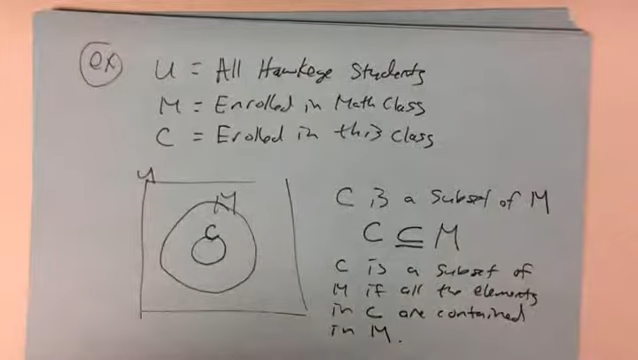 ex
U = All Hawkeye Students
M = Enrolled in Math Class
C = Erolled in this class
U
M
C
C is a subset of M
C ⊆ M
C is a subset of
M if all the elements
in C are contained
in M.